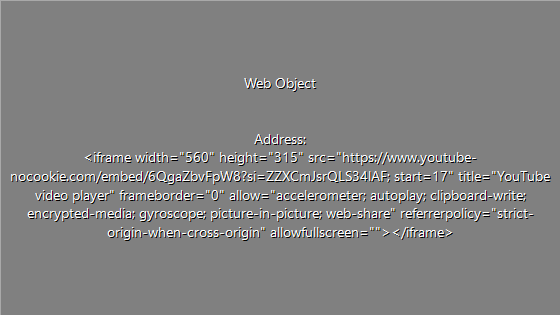 Web Object
Address:
<iframe width="560" height="315" src="https://www.youtube-
nocookie.com/embed/6QgaZbvFpW8?si=ZZXCmJsrQLS34IAF; start=17" title="YouTube
video player" frameborder="0" allow="accelerometer; autoplay; clipboard-write;
encrypted-media; gyroscope; picture-in-picture; web-share" referrerpolicy="strict-
origin-when-cross-origin" allowfullscreen=""></iframe>